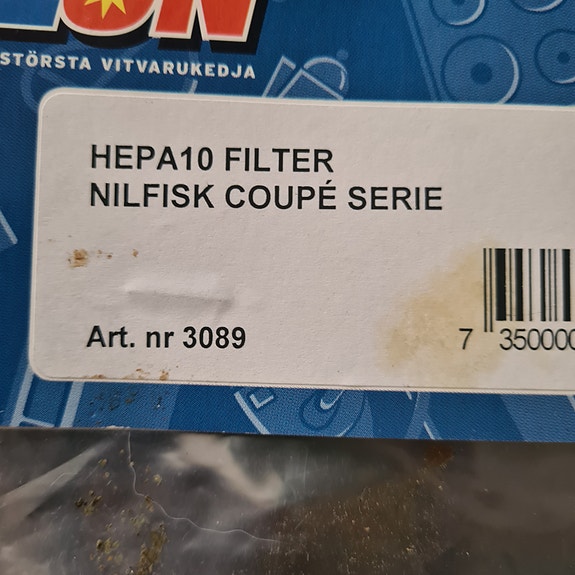 STÖRSTA VITVARUKEDJA
HEPA10 FILTER
NILFISK COUPÉ SERIE
Art. nr 3089
7 350000